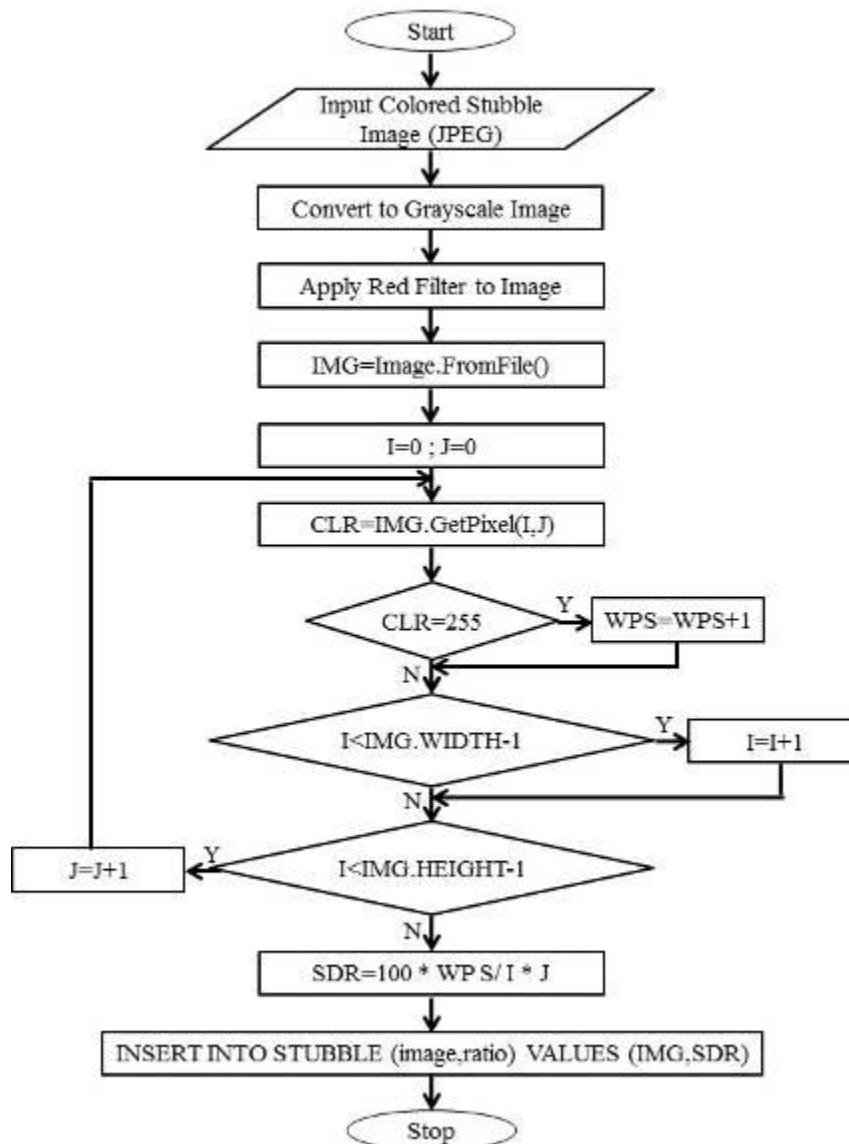 Start
Input Colored Stubble
Image (JPEG)
Convert to Grayscale Image
Apply Red Filter to Image
IMG=Image.FromFile()
I=0 ; J=0
CLR=IMG.GetPixel(I,J)
CLR=255
Y
WPS=WPS+1
N
I<IMG.WIDTH-1
Y
I=I+1
N
I<IMG.HEIGHT-1
Y
J=J+1
N
SDR=100 * WP S/ I * J
INSERT INTO STUBBLE (image,ratio) VALUES (IMG,SDR)
Stop